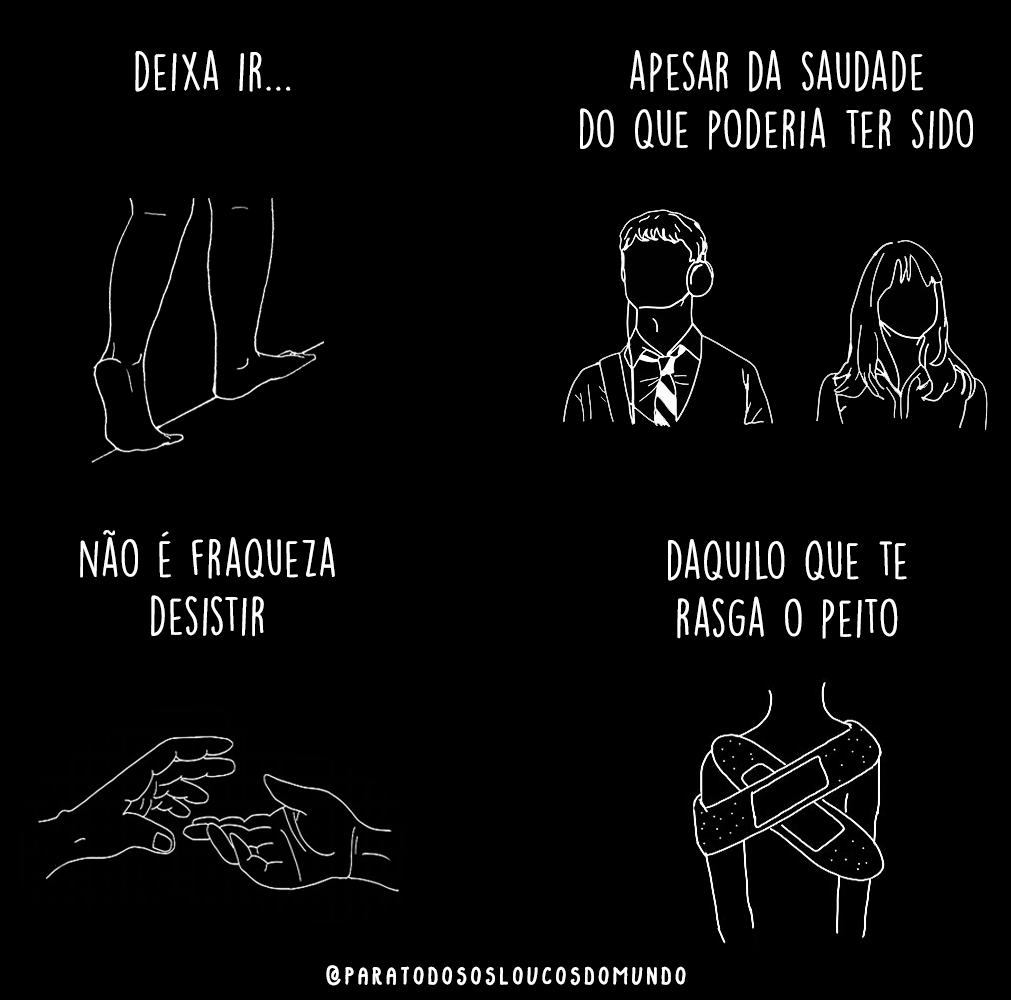 DEIXA IR...
APESAR DA SAUDADE
DO QUE PODERIA TER SIDO
NÃO É FRAQUEZA
DESISTIR
DAQUILO QUE TE
RASGA O PEITO
@PARATODOSOSLOUCOSDOMUNDO